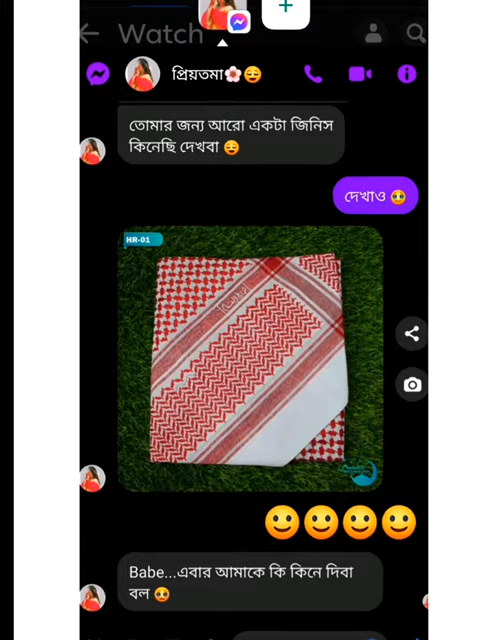 Watch
প্রিয়তমা🌸😌
তোমার জন্য আরো একটা জিনিস
কিনেছি দেখবা 😌
দেখাও 🥹
HR-01
🙂🙂🙂🙂
Babe...এবার আমাকে কি কিনে দিবা
বল 🥹